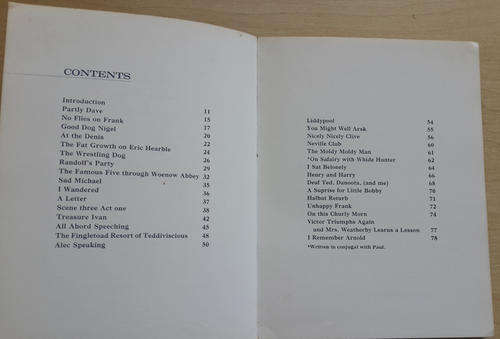 CONTENTS
Introduction
Partly Dave 11
No Flies on Frank 15
Good Dog Nigel 17
At the Denis 20
The Fat Growth on Eric Hearble 22
The Wrestling Dog 24
Randolf's Party 26
The Famous Five through Woenow Abbey 29
Sad Michael 32
I Wandered 35
A Letter 36
Scene three Act one 37
Treasure Ivan 38
All Abord Speeching 42
The Fingletoad Resort of Teddiviscious 45
Alec Speaking 48
50
Liddypool 54
You Might Well Arsk 55
Nicely Nicely Clive 56
Neville Club 60
The Moldy Moldy Man 61
*On Safairy with Whide Hunter 62
I Sat Belonely 64
Henry and Harry 66
Deaf Ted, Danoota, (and me) 68
A Suprise for Little Bobby 70
Halbut Returb 71
Unhappy Frank 72
On this Churly Morn 74
Victor Triumphs Again
and Mrs. Weatherby Learns a Lesson 77
I Remember Arnold 78
*Written in conjugal with Paul.